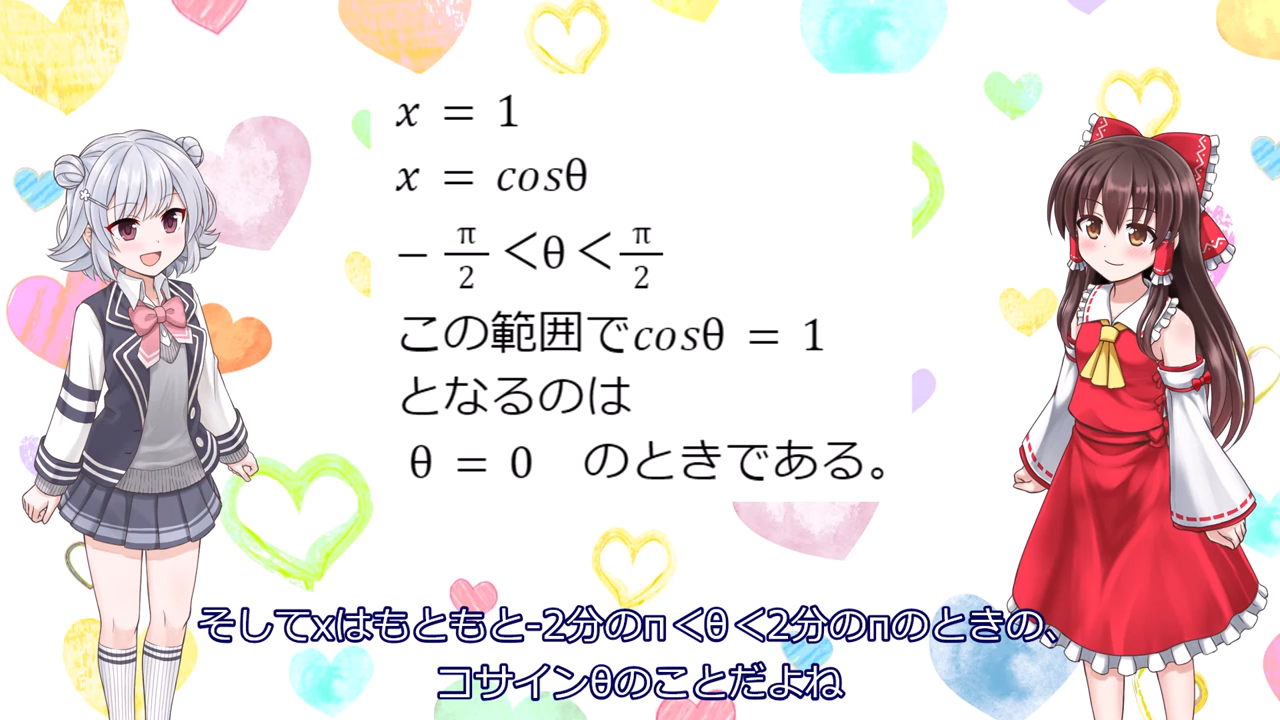 x = 1
x = cosθ
− π/2 < θ < π/2
この範囲でcosθ = 1
となるのは
θ = 0 のときである。
そしてxはもともと-2分のπ<θ<2分のπのときの、
コサインθのことだよね